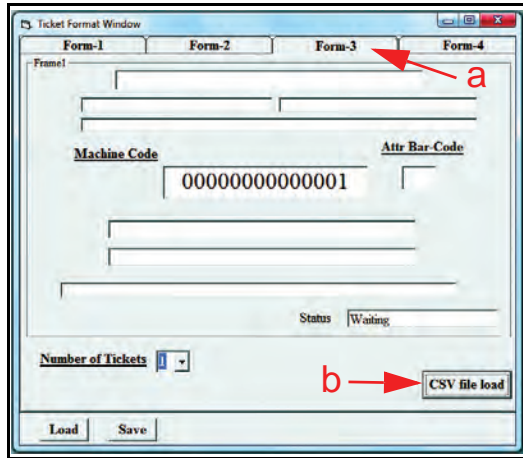 Ticket Format Window
Form-1 Form-2 Form-3 Form-4
a
Frame1
Machine Code Attr Bar-Code
00000000000001
Status Waiting
Number of Tickets 1
b
CSV file load
Load Save